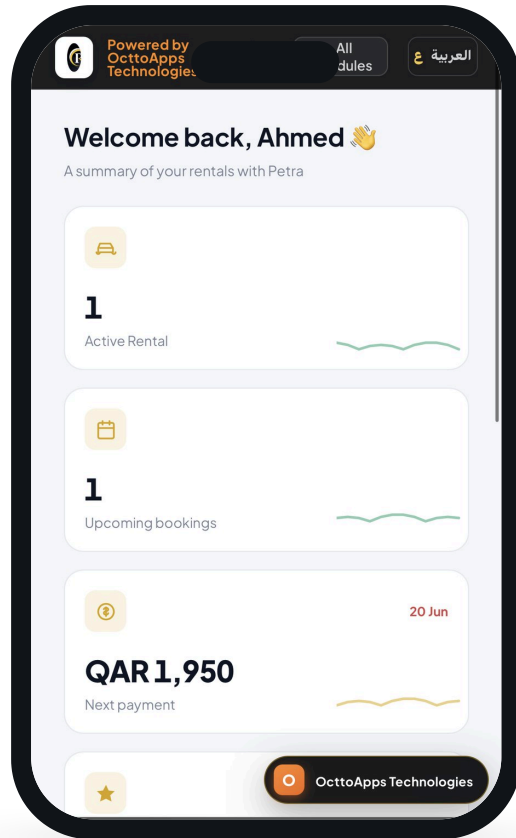 Powered by
OcttoApps
Technologies
All
dules
العربية ع
Welcome back, Ahmed 👋
A summary of your rentals with Petra
1
Active Rental
1
Upcoming bookings
20 Jun
QAR 1,950
Next payment
OcttoApps Technologies